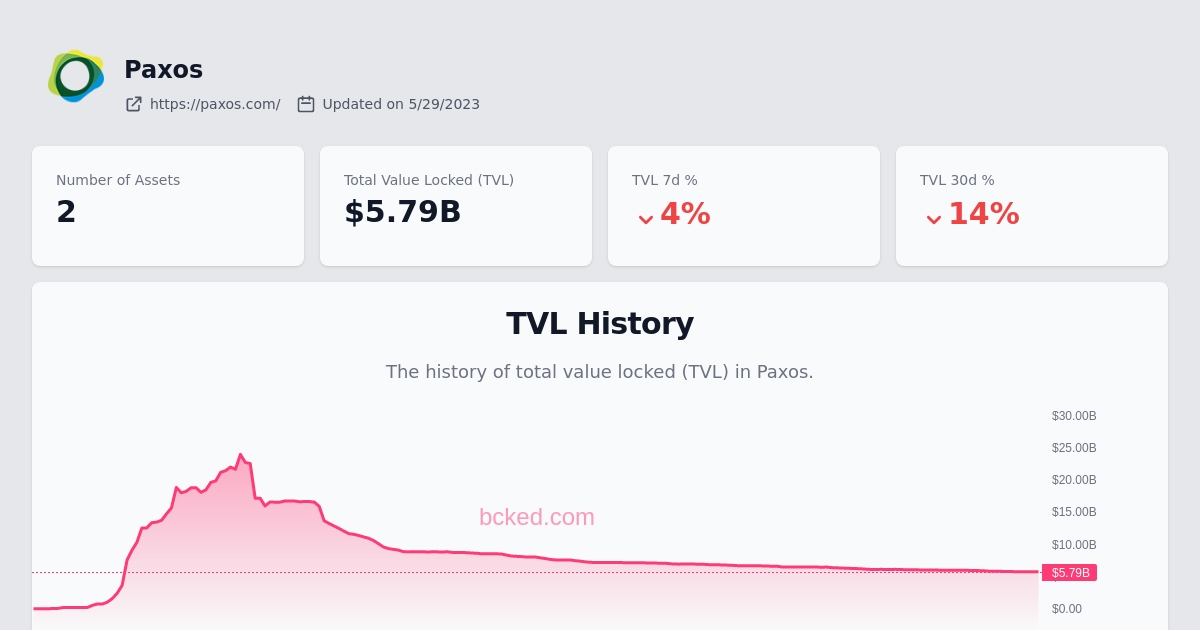 Paxos
https://paxos.com/ Updated on 5/29/2023
Number of Assets
2
Total Value Locked (TVL)
$5.79B
TVL 7d %
4%
TVL 30d %
14%
TVL History
The history of total value locked (TVL) in Paxos.
$30.00B
$25.00B
$20.00B
$15.00B
$10.00B
$5.79B
$0.00
bcked.com